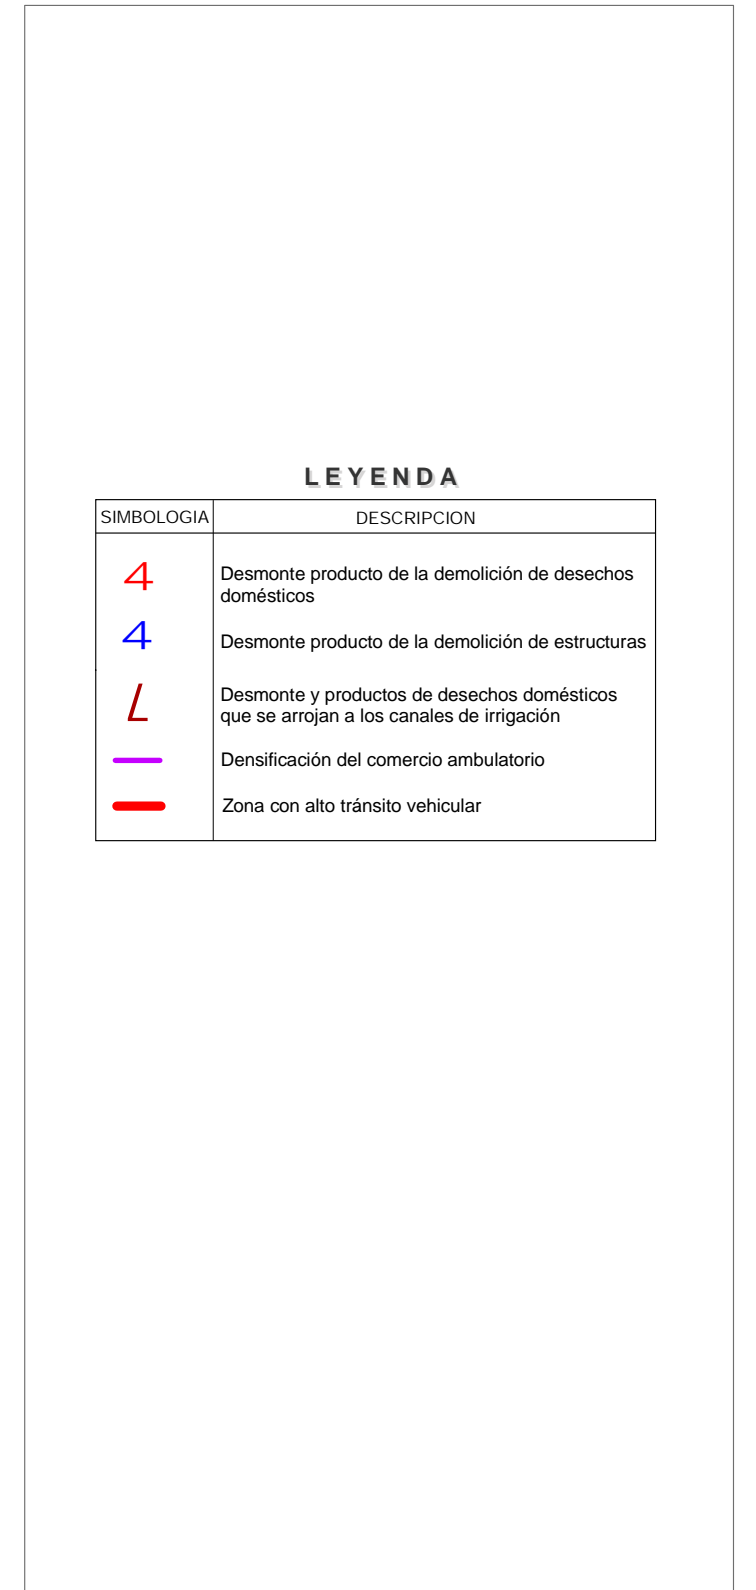 LEYENDA
SIMBOLOGIA DESCRIPCION
4 Desmonte producto de la demolición de desechos
domésticos
4 Desmonte producto de la demolición de estructuras
L Desmonte y productos de desechos domésticos
que se arrojan a los canales de irrigación
Densificación del comercio ambulatorio
Zona con alto tránsito vehicular